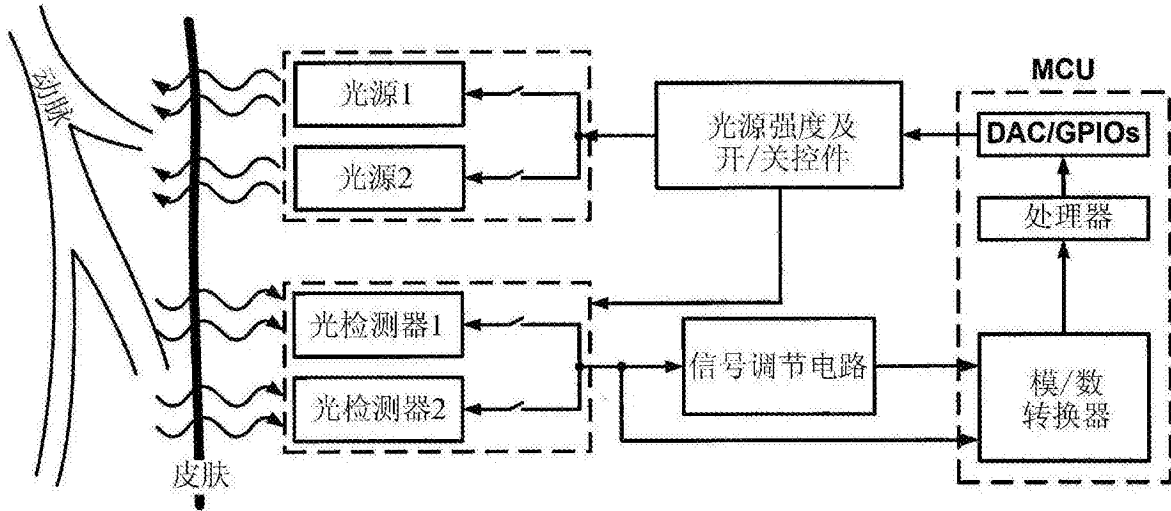 动脉
光源1
光源2
光源强度及
开/关控件
MCU
DAC/GPIOs
处理器
光检测器1
光检测器2
信号调节电路
模/数
转换器
皮肤